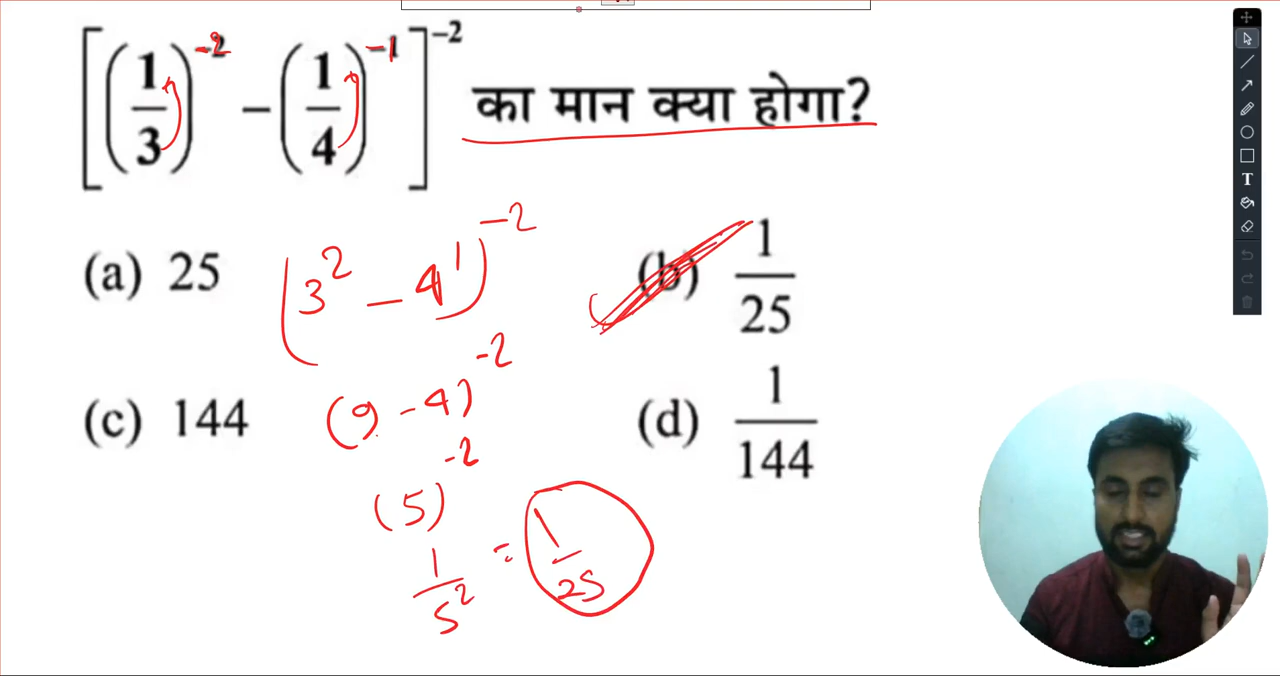 [(1/3)^-2 − (1/4)^-1]^-2 का मान क्या होगा?
(a) 25
(b) 1/25
(c) 144
(d) 1/144
(3^2 − 4^1)^-2
(9 − 4)^-2
(5)^-2
1/5^2 = 1/25
T